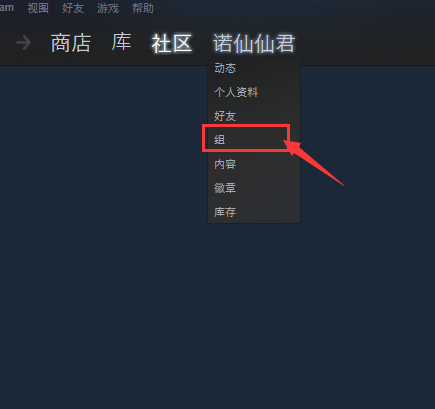 am 视图 好友 游戏 帮助
商店 库 社区 诺仙仙君
动态
个人资料
好友
组
内容
徽章
库存